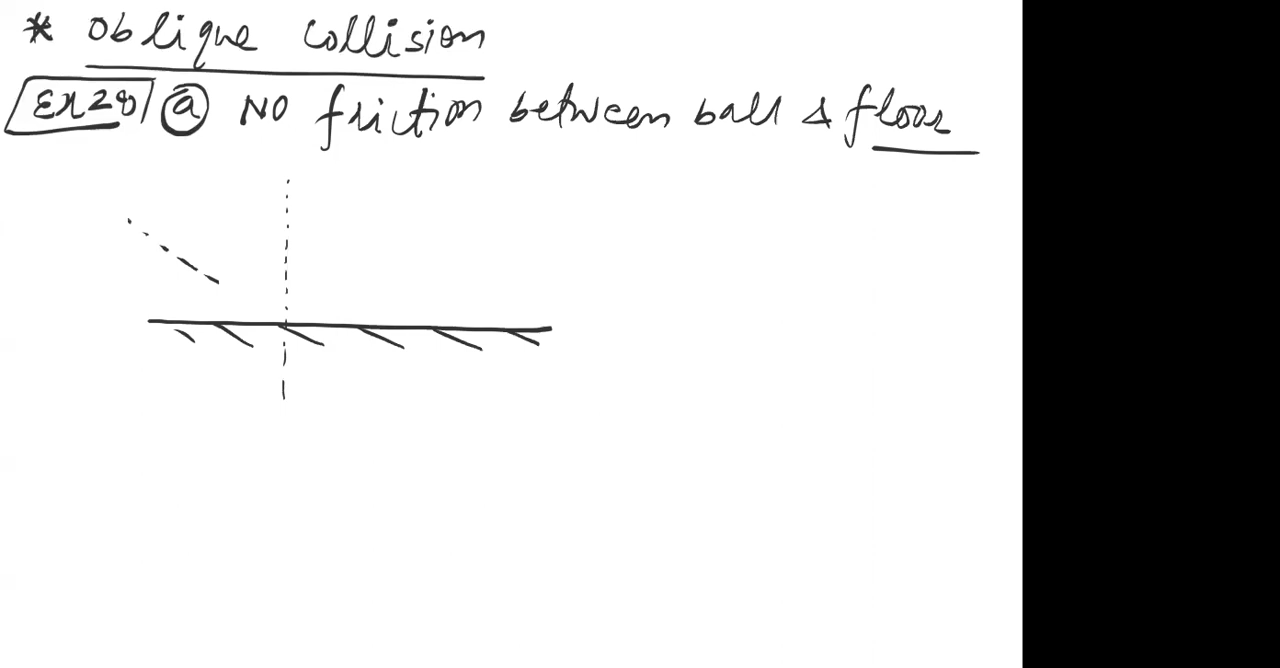 * Oblique Collision
Ex 28 ⓐ NO friction between ball & floor